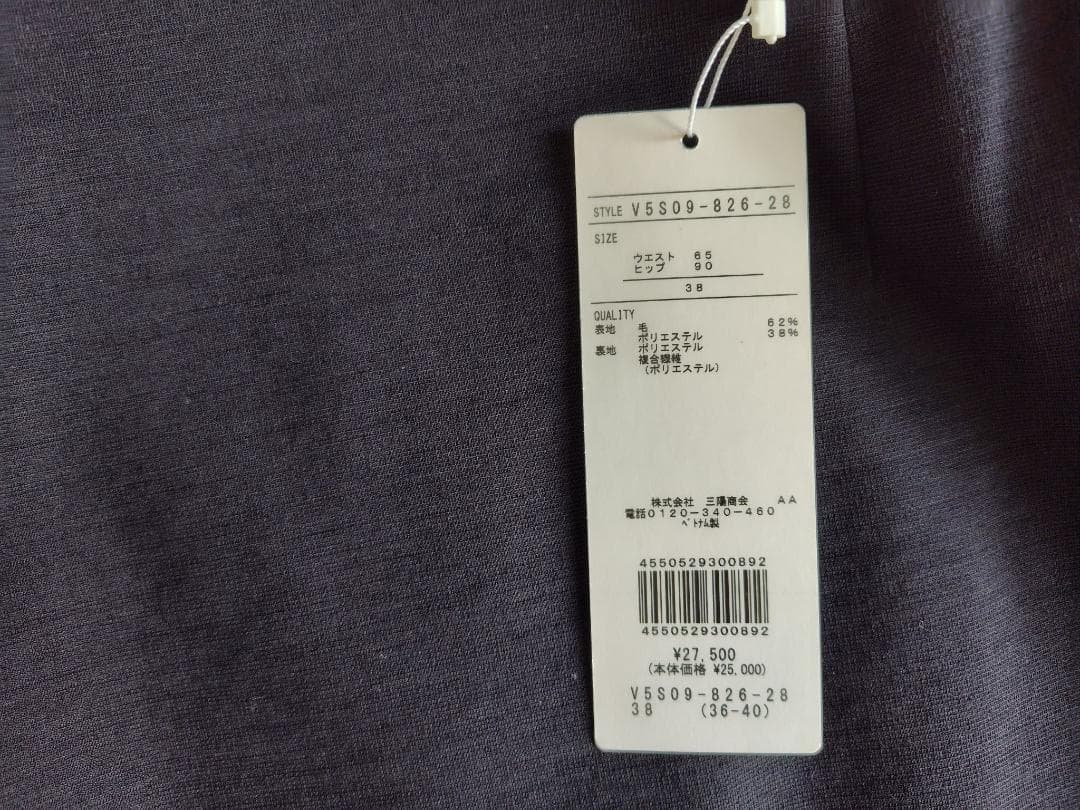 STYLE V5S09-826-28
SIZE
ウエスト 65
ヒップ 90
38
QUALITY
表地 毛 62%
ポリエステル 38%
裏地 ポリエステル
複合繊維
(ポリエステル)
株式会社 三陽商会 AA
電話0120-340-460
ﾍﾞﾄﾅﾑ製
4550529300892
4550529300892
¥27,500
(本体価格 ¥25,000)
V5S09-826-28
38 (36-40)